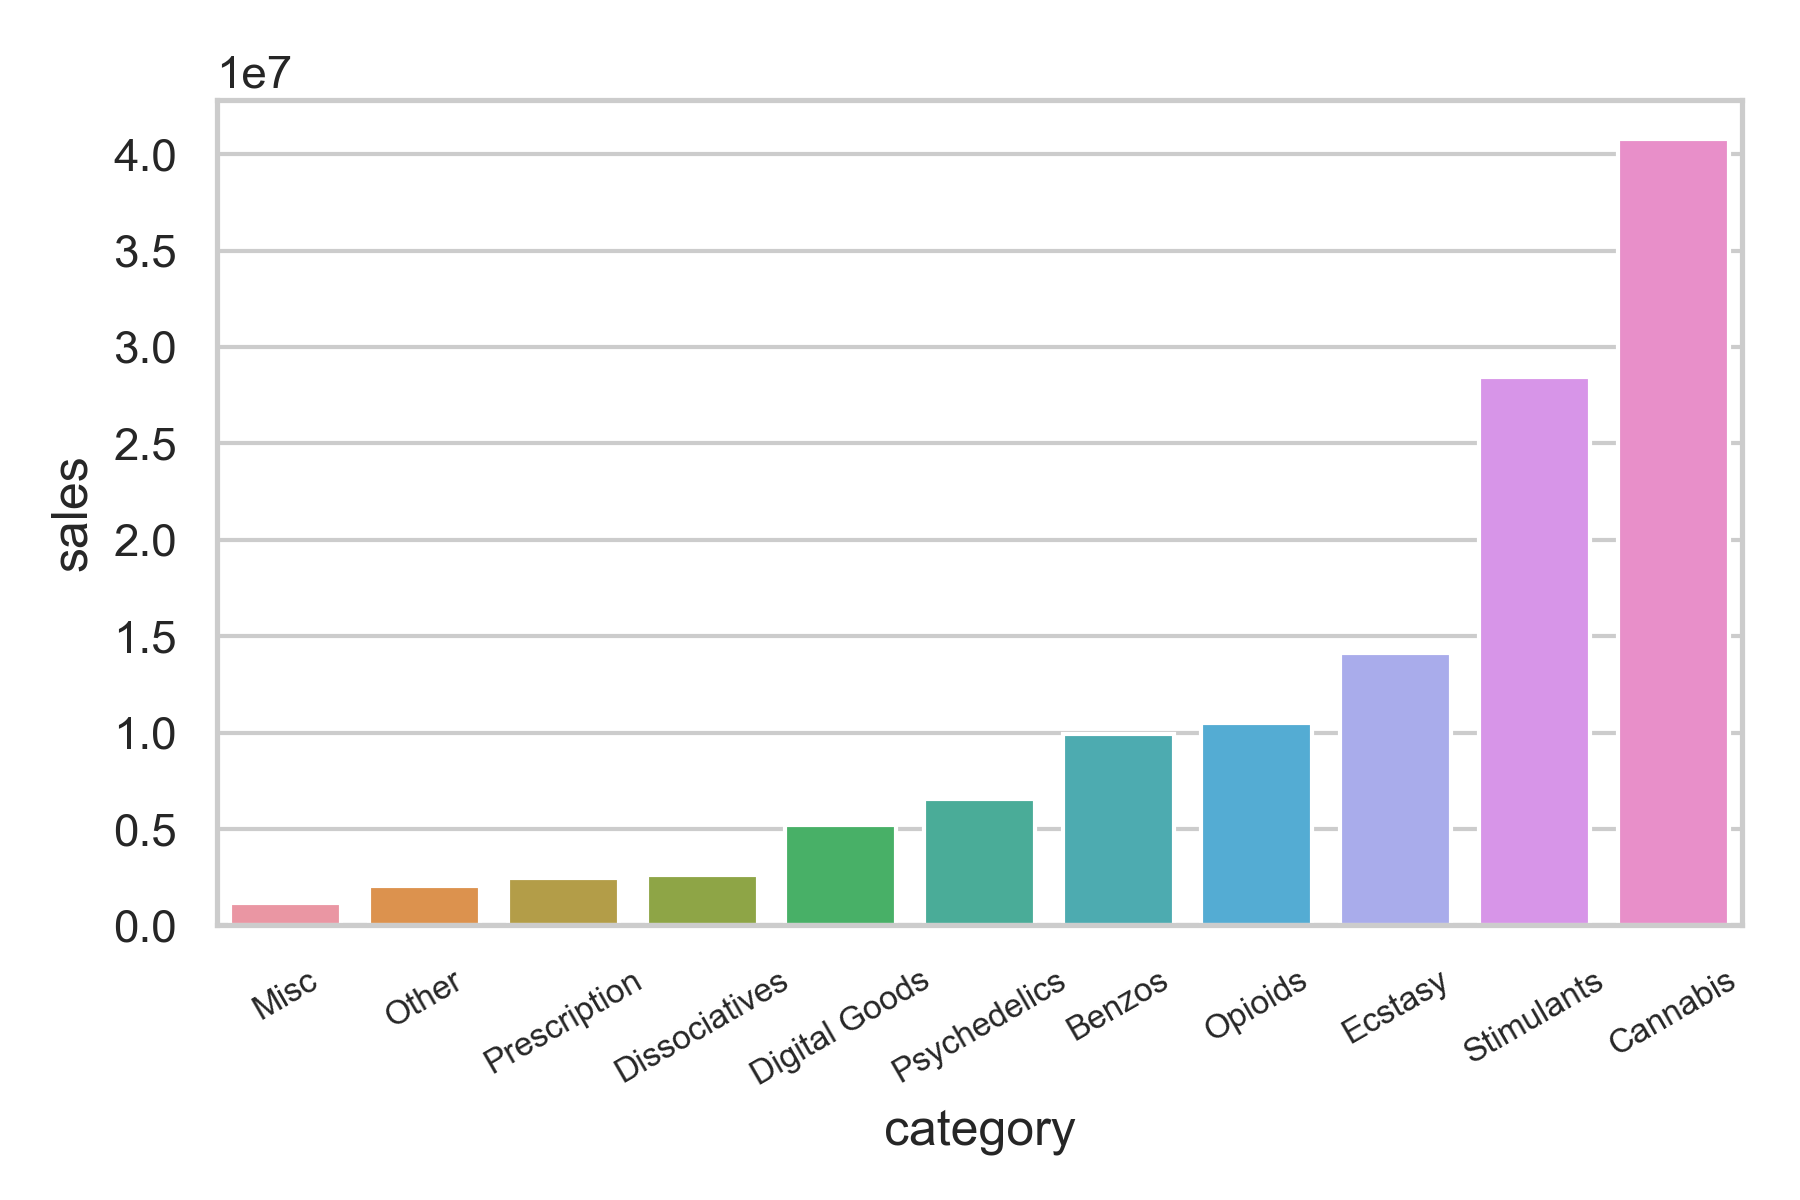 1e7
4.0
3.5
3.0
2.5
2.0
1.5
1.0
0.5
0.0
sales
Misc
Other
Prescription
Dissociatives
Digital Goods
Psychedelics
Benzos
Opioids
Ecstasy
Stimulants
Cannabis
category